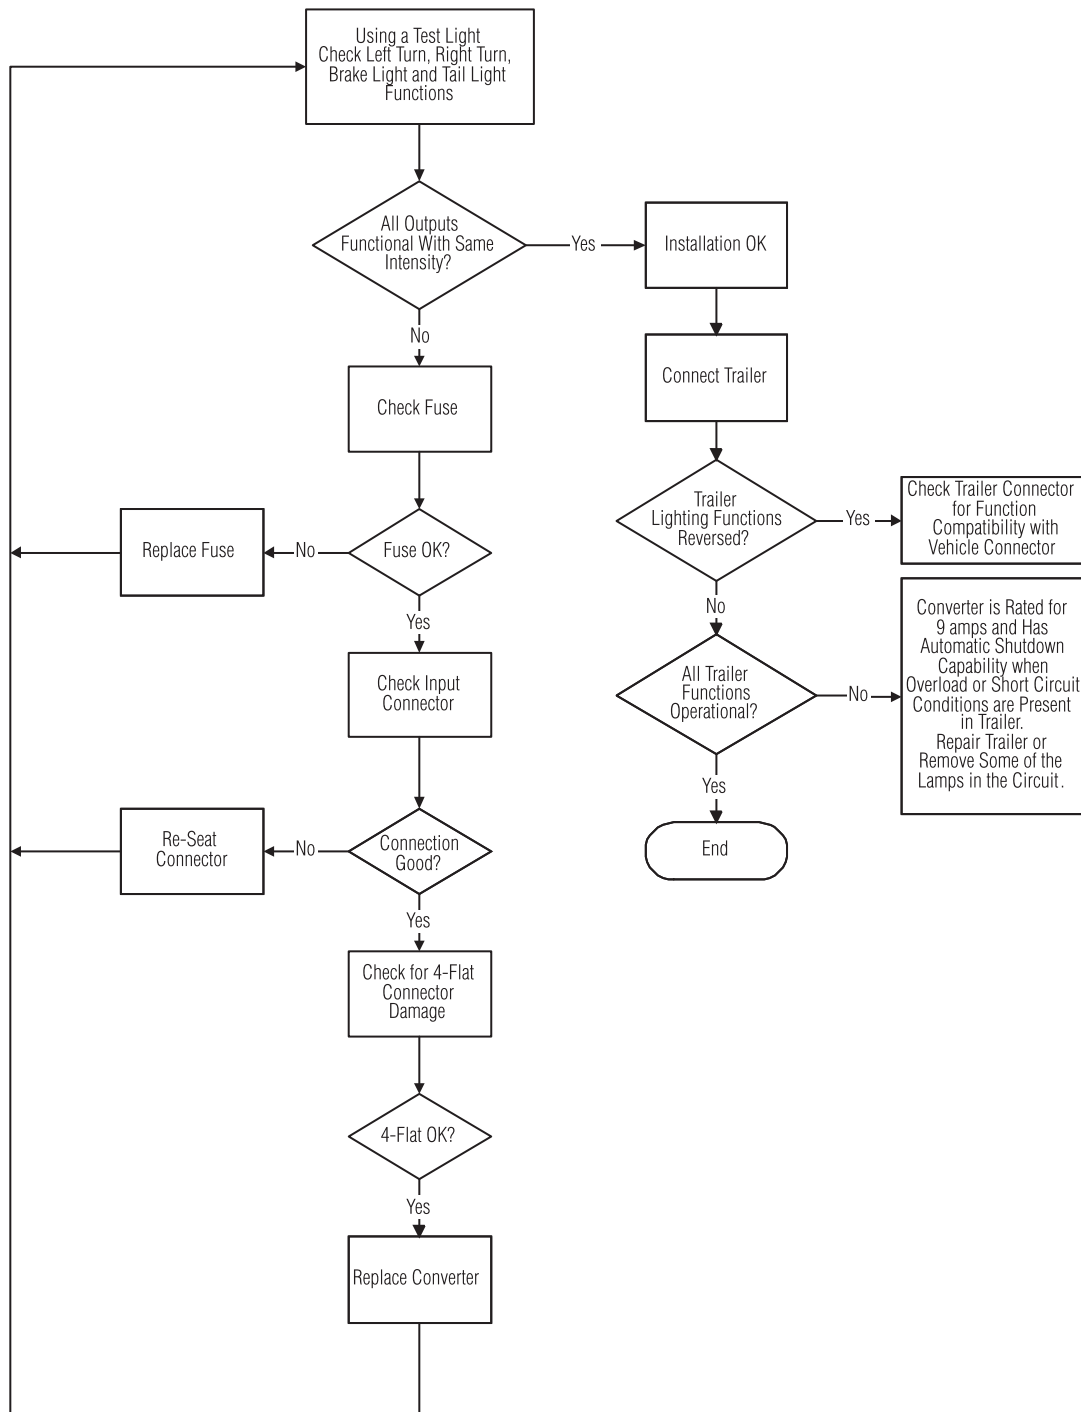 Using a Test Light
Check Left Turn, Right Turn,
Brake Light and Tail Light
Functions
All Outputs
Functional With Same
Intensity?
Yes
Installation OK
No
Connect Trailer
Check Fuse
Trailer
Lighting Functions
Reversed?
Yes
Check Trailer Connector
for Function
Compatibility with
Vehicle Connector
Fuse OK?
No
Replace Fuse
Yes
No
Converter is Rated for
9 amps and Has
Automatic Shutdown
Capability when
Overload or Short Circuit
Conditions are Present
in Trailer.
Repair Trailer or
Remove Some of the
Lamps in the Circuit.
Check Input
Connector
All Trailer
Functions
Operational?
No
Yes
End
Connection
Good?
No
Re-Seat
Connector
Yes
Check for 4-Flat
Connector
Damage
4-Flat OK?
Yes
Replace Converter